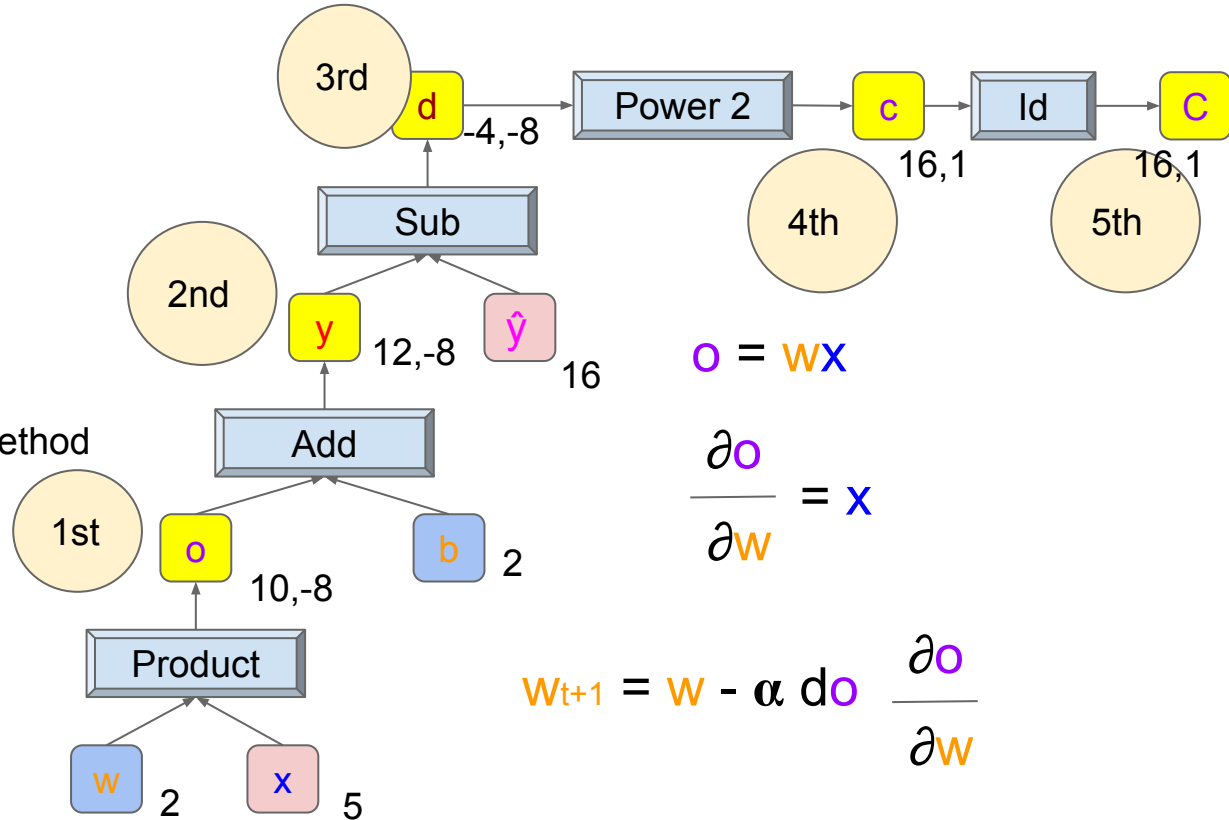 3rd
d
-4,-8
Power 2
c
16,1
Id
C
16,1
4th
5th
Sub
2nd
y
12,-8
ŷ
16
o = wx
Add
ethod
∂o
∂w
= x
1st
o
10,-8
b
2
Product
wt+1 = w - α do
∂o
∂w
w
2
x
5